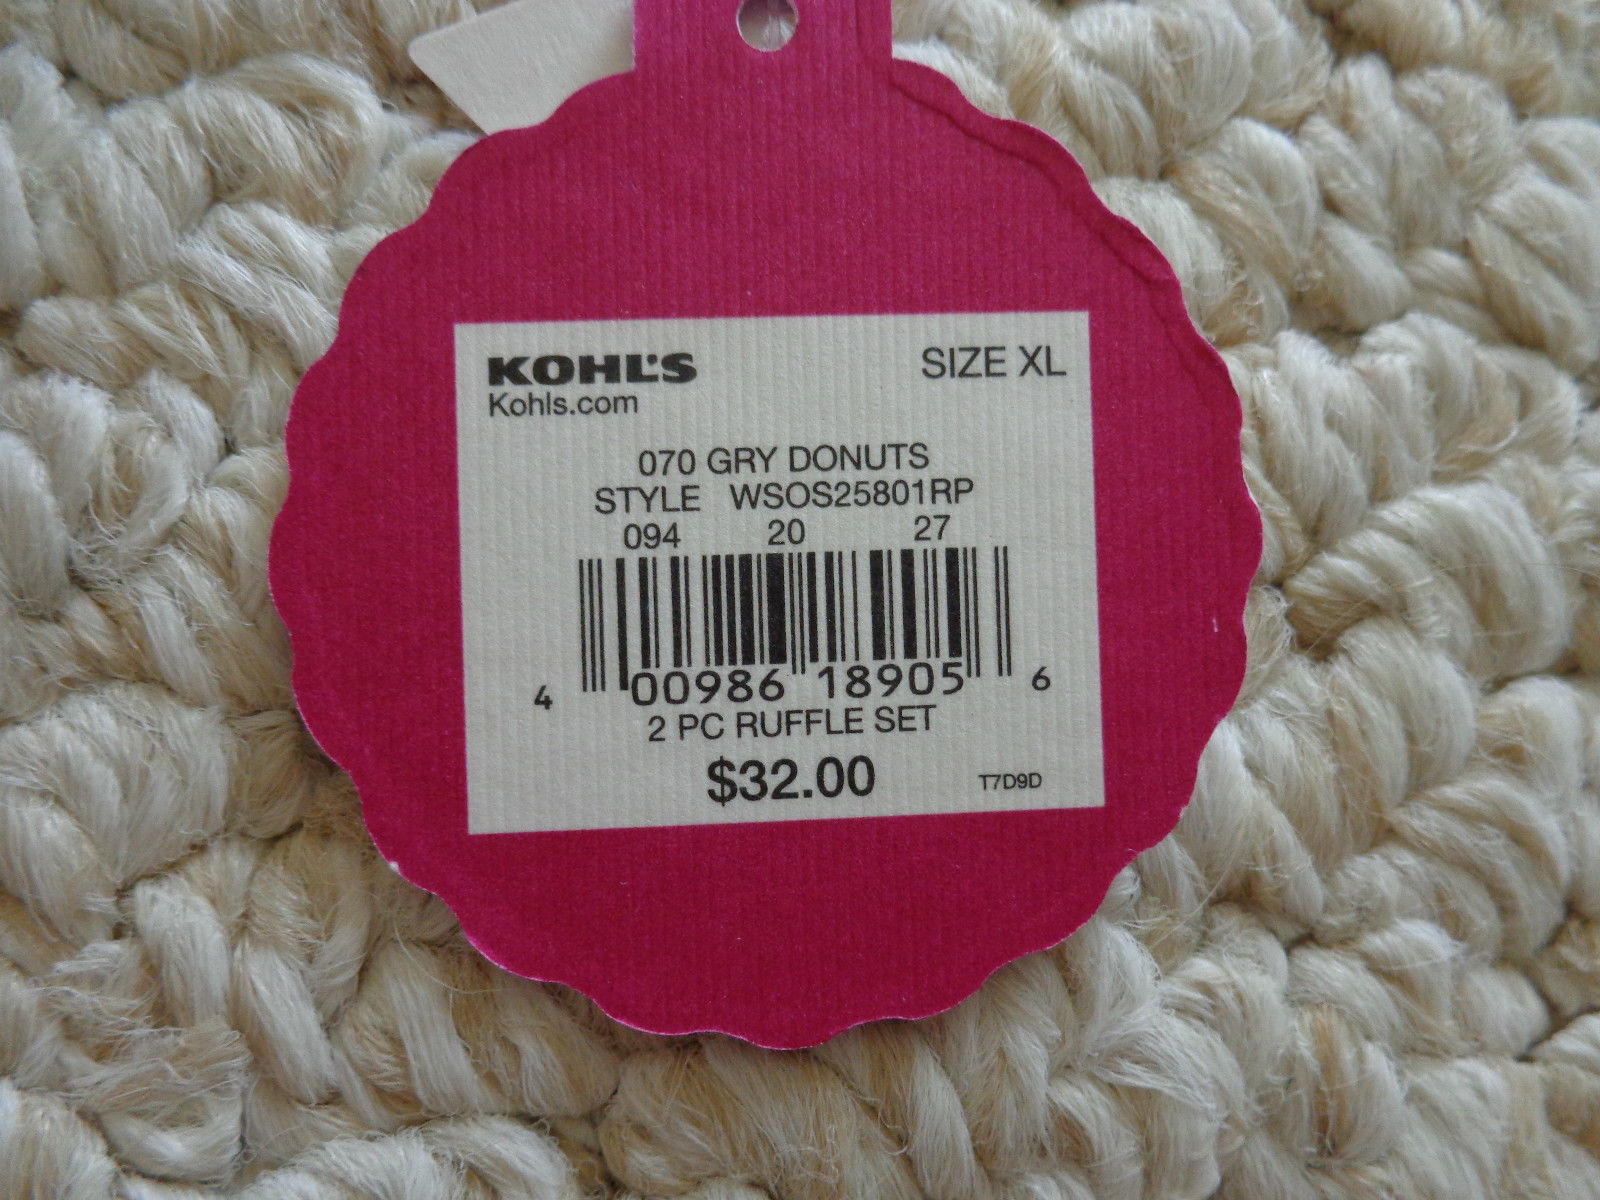 KOHL'S SIZE XL
Kohls.com
070 GRY DONUTS
STYLE WSOS25801RP
094 20 27
4 00986 18905 6
2 PC RUFFLE SET
$32.00 T7D9D